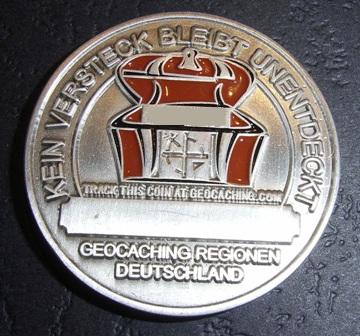 KEIN VERSTECK BLEIBT UNENTDECKT
TRACK THIS COIN AT GEOCACHING.COM
GEOCACHING REGIONEN
DEUTSCHLAND